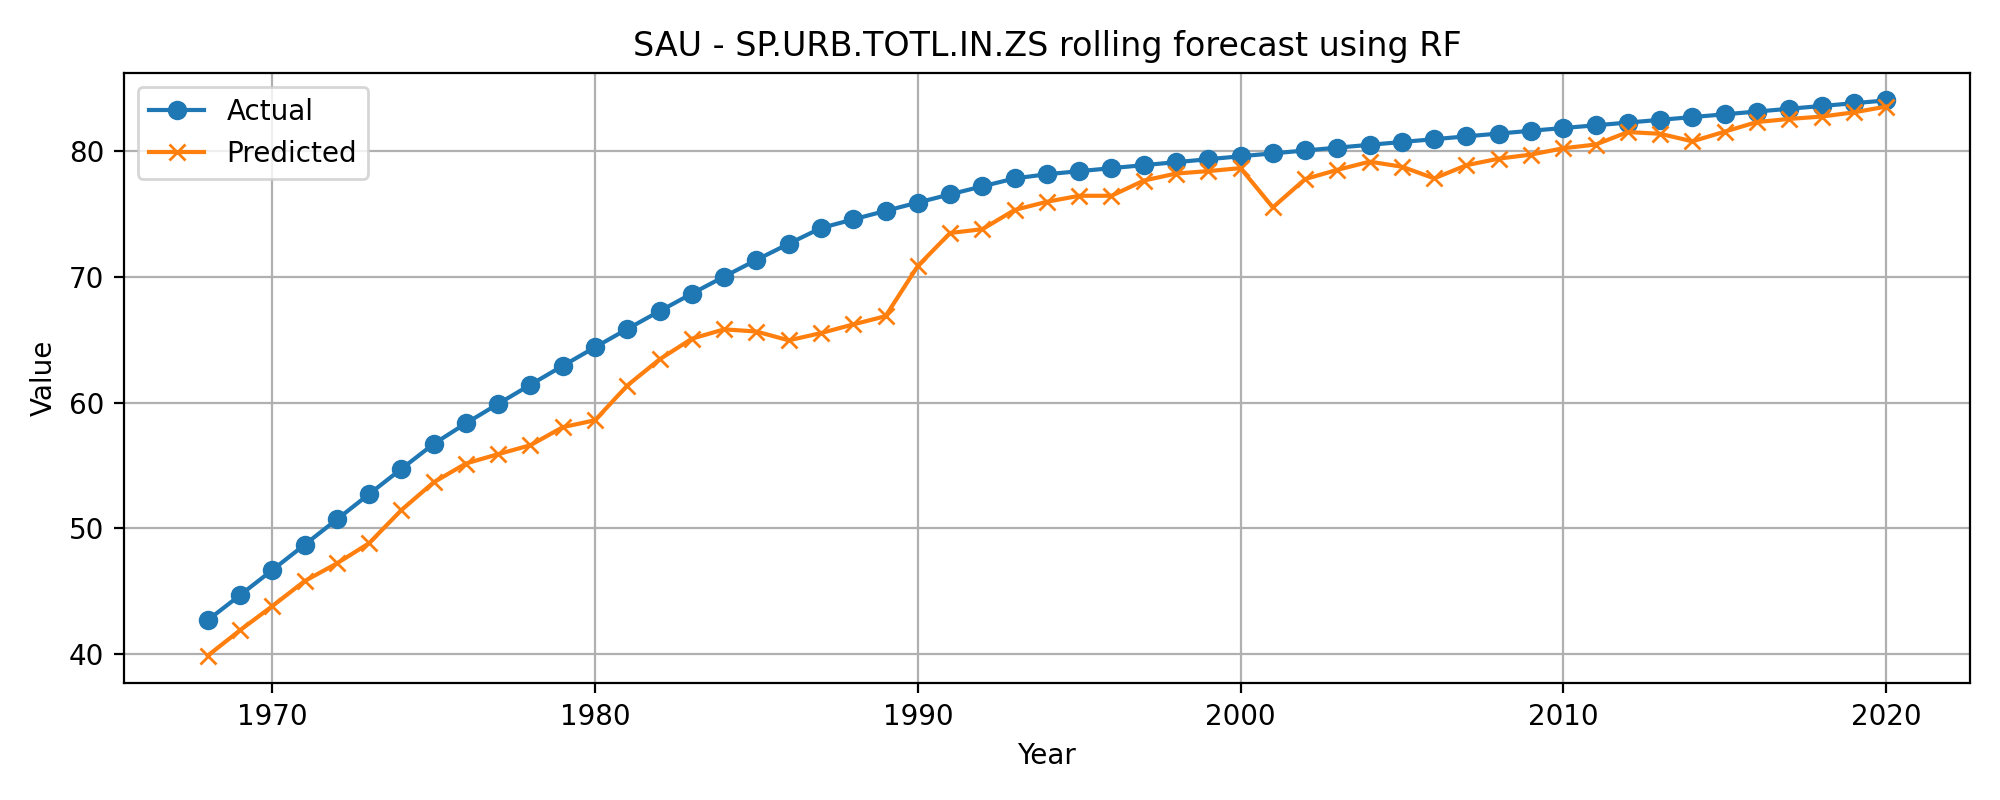 SAU - SP.URB.TOTL.IN.ZS rolling forecast using RF
Actual
Predicted
80
70
60
50
40
Value
1970
1980
1990
2000
2010
2020
Year